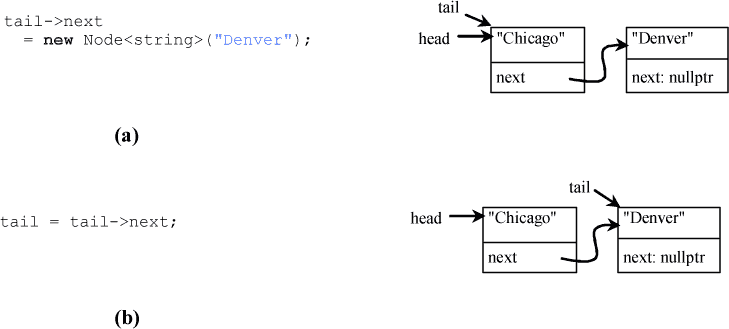 tail->next
= new Node<string>("Denver");
tail
head
"Chicago"
"Denver"
next
next: nullptr
(a)
tail = tail->next;
tail
head
"Chicago"
"Denver"
next
next: nullptr
(b)